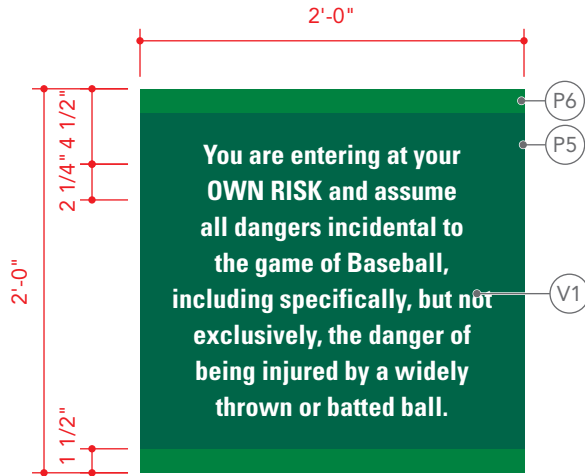 2'-0"
P6
4 1/2"
P5
2 1/4"
You are entering at your
OWN RISK and assume
all dangers incidental to
the game of Baseball,
2'-0"
including specifically, but not
V1
exclusively, the danger of
being injured by a widely
thrown or batted ball.
1 1/2"